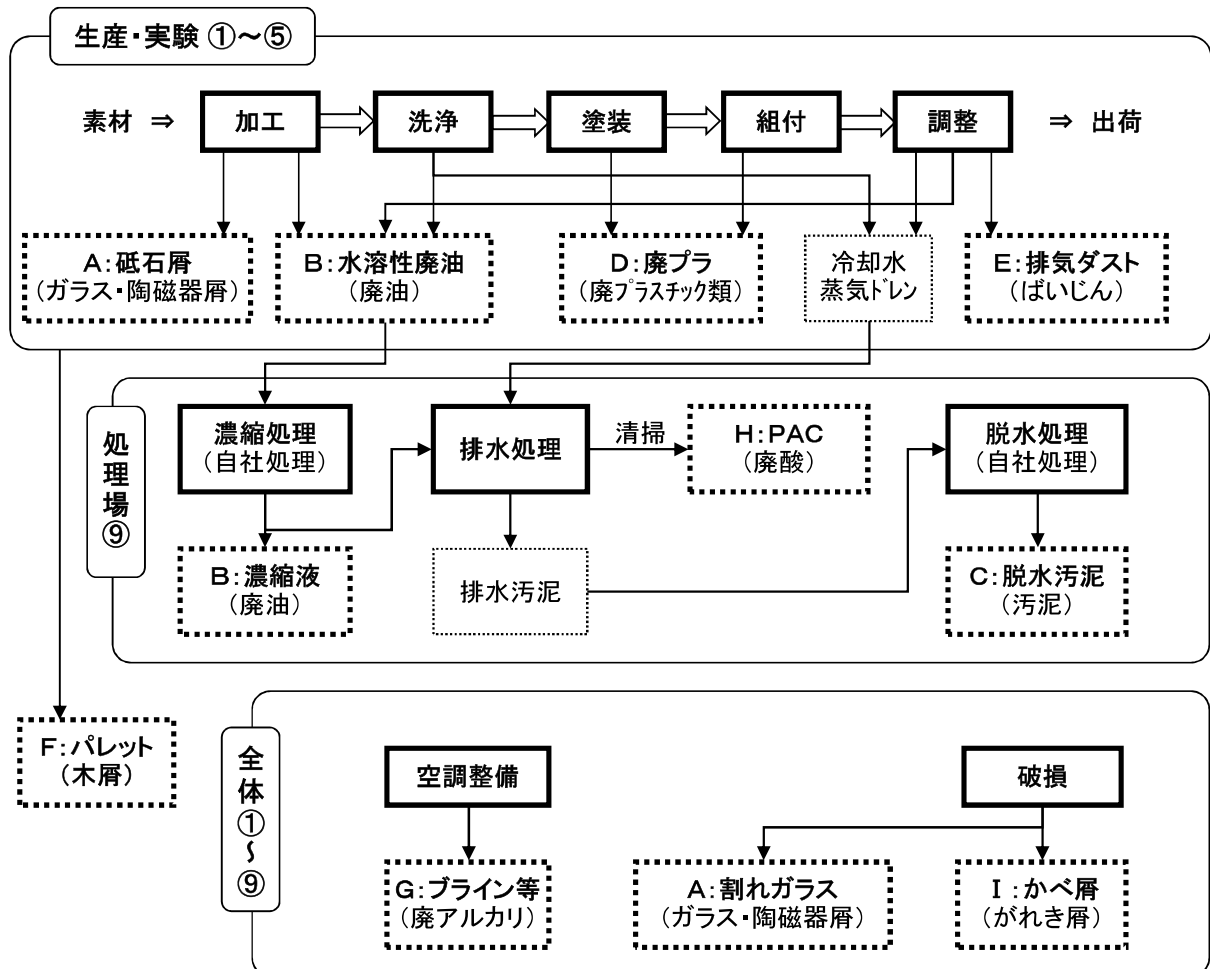 生産・実験 ①～⑤
素材 ⇒ 加工 洗浄 塗装 組付 調整 ⇒ 出荷
A：砥石屑
(ガラス・陶磁器屑)
B：水溶性廃油
(廃油)
D：廃プラ
(廃プラスチック類)
冷却水
蒸気ドレン
E：排気ダスト
(ばいじん)
処理場⑨
濃縮処理
(自社処理)
排水処理
清掃
H：PAC
(廃酸)
脱水処理
(自社処理)
B：濃縮液
(廃油)
排水汚泥
C：脱水汚泥
(汚泥)
F：パレット
(木屑)
全体①～⑨
空調整備
破損
G：ブライン等
(廃アルカリ)
A：割れガラス
(ガラス・陶磁器屑)
I：かべ屑
(がれき屑)